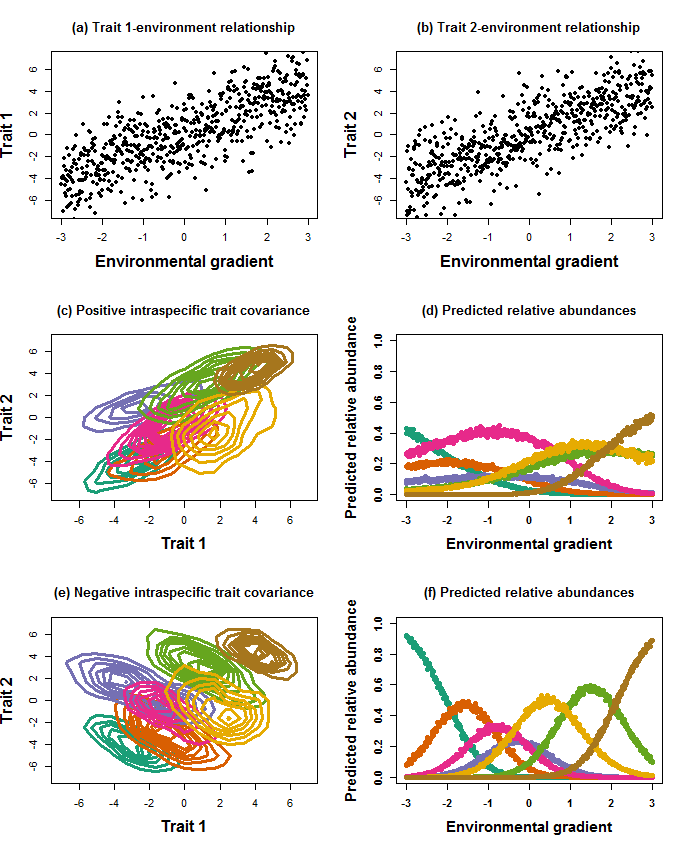 (a) Trait 1-environment relationship
Trait 1
6
4
2
0
-2
-4
-6
-3 -2 -1 0 1 2 3
Environmental gradient
(b) Trait 2-environment relationship
Trait 2
6
4
2
0
-2
-4
-6
-3 -2 -1 0 1 2 3
Environmental gradient
(c) Positive intraspecific trait covariance
Trait 2
6
4
2
0
-2
-4
-6
-6 -4 -2 0 2 4 6
Trait 1
(d) Predicted relative abundances
Predicted relative abundance
1.0
0.8
0.6
0.4
0.2
0.0
-3 -2 -1 0 1 2 3
Environmental gradient
(e) Negative intraspecific trait covariance
Trait 2
6
4
2
0
-2
-4
-6
-6 -4 -2 0 2 4 6
Trait 1
(f) Predicted relative abundances
Predicted relative abundance
1.0
0.8
0.6
0.4
0.2
0.0
-3 -2 -1 0 1 2 3
Environmental gradient